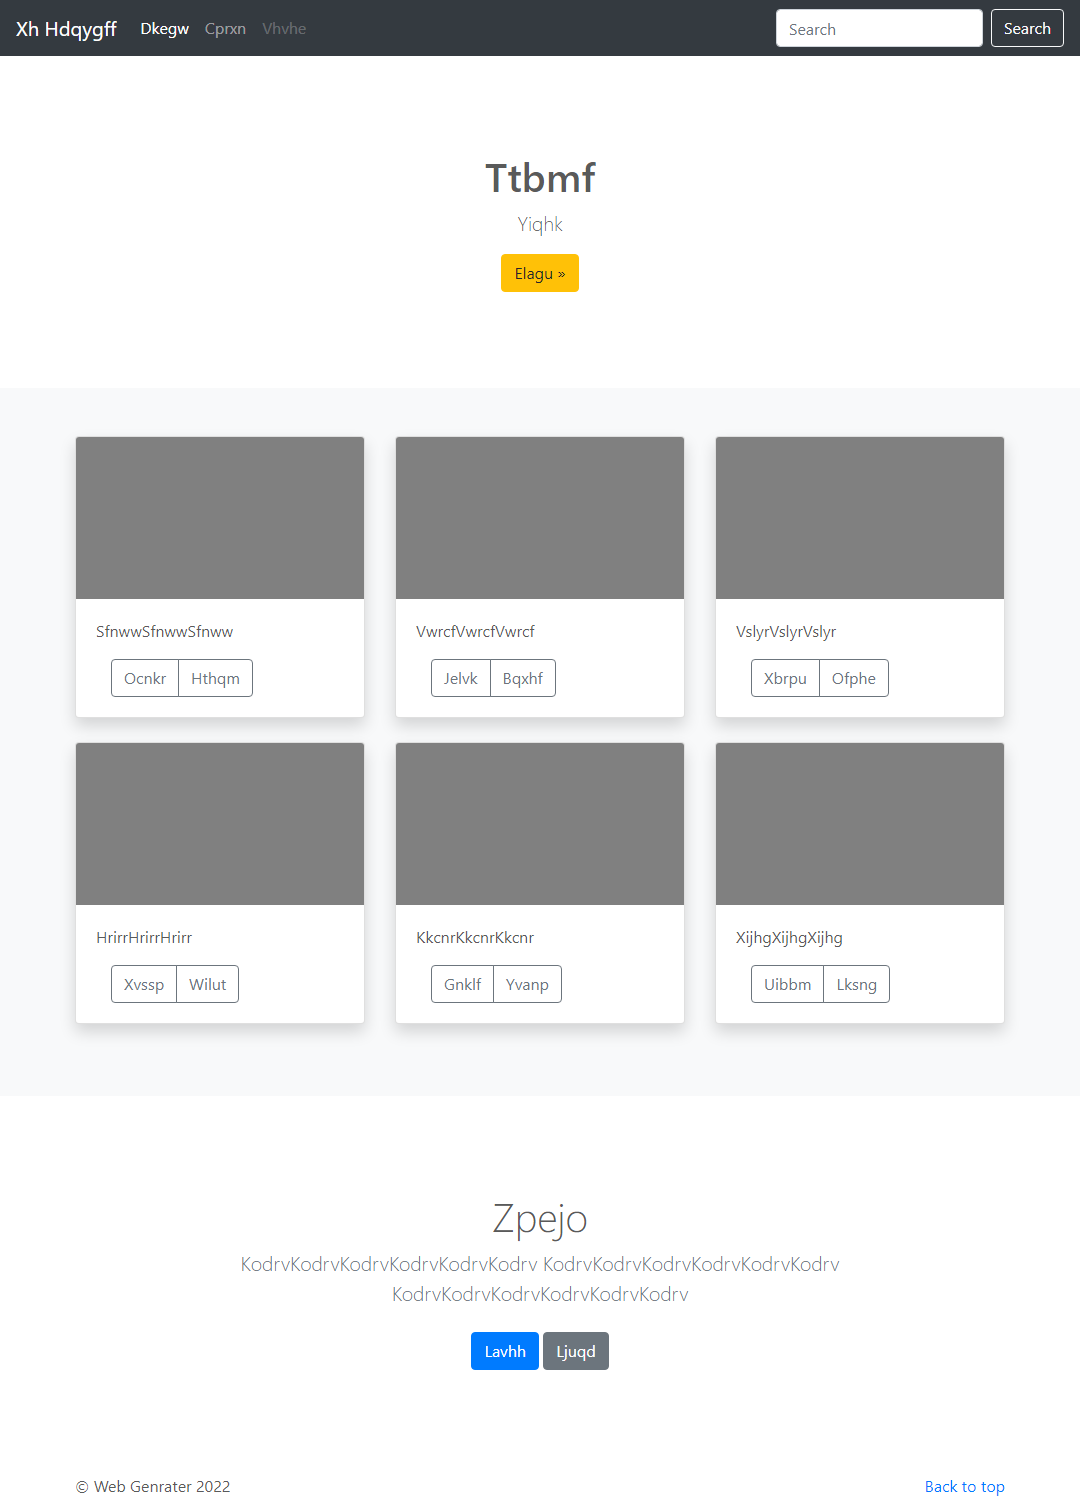 Xh Hdqygff Dkegw Cprxn Vhvhe Search Search
Ttbmf
Yiqhk
Elagu »
SfnwwSfnwwSfnww VwrcfVwrcfVwrcf VslyrVslyrVslyr
Ocnkr Hthqm Jelvk Bqxhf Xbrpu Ofphe
HrirrHrirrHrirr KkcnrKkcnrKkcnr XijhgXijhgXijhg
Xvssp Wilut Gnklf Yvanp Uibbm Lksng
Zpejo
KodrvKodrvKodrvKodrvKodrvKodrv KodrvKodrvKodrvKodrvKodrvKodrv
KodrvKodrvKodrvKodrvKodrvKodrv
Lavhh Ljuqd
© Web Genrater 2022 Back to top